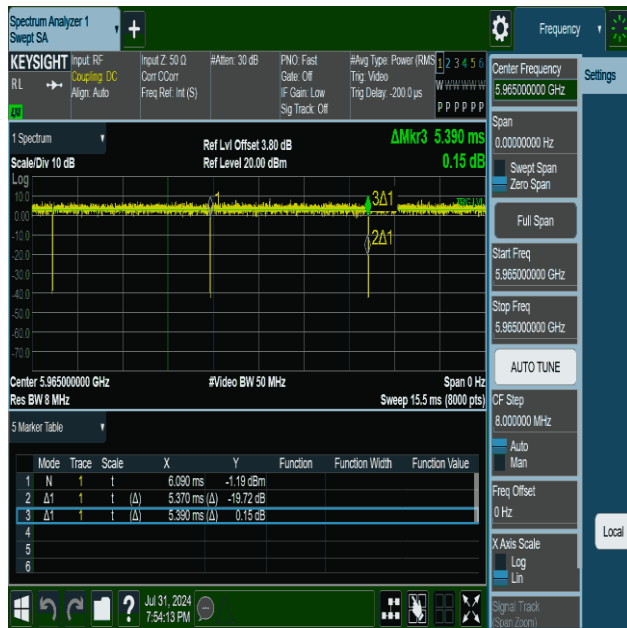 Spectrum Analyzer 1
Swept SA
Frequency
KEYSIGHT
RL
Input: RF
Coupling: DC
Align: Auto
Input Z: 50 Ω
Corr CCorr
Freq Ref: Int (S)
#Atten: 30 dB
PNO: Fast
Gate: Off
IF Gain: Low
Sig Track: Off
#Avg Type: Power (RMS
Trig: Video
Trig Delay: -200.0 µs
1 2 3 4 5 6
W W W W W W
P P P P P P
Center Frequency
5.965000000 GHz
Settings
Span
0.00000000 Hz
Swept Span
Zero Span
Full Span
Start Freq
5.965000000 GHz
Stop Freq
5.965000000 GHz
AUTO TUNE
CF Step
8.000000 MHz
Auto
Man
Freq Offset
0 Hz
X Axis Scale
Log
Lin
Signal Track
(Span Zoom)
Local
1 Spectrum
Scale/Div 10 dB
Log
Ref Lvl Offset 3.80 dB
Ref Level 20.00 dBm
ΔMkr3 5.390 ms
0.15 dB
10.0
0.00
-10.0
-20.0
-30.0
-40.0
-50.0
-60.0
-70.0
1
3Δ1
2Δ1
TRIG LVL
Center 5.965000 GHz
Res BW 8 MHz
#Video BW 50 MHz
Span 0 Hz
Sweep 15.5 ms (8000 pts)
5 Marker Table
Mode Trace Scale X Y Function Function Width Function Value
1 N 1 t 6.090 ms -1.19 dBm
2 Δ1 1 t (Δ) 5.370 ms (Δ) -19.72 dB
3 Δ1 1 t (Δ) 5.390 ms (Δ) 0.15 dB
4
5
6
?
Jul 31, 2024
7:54:13 PM